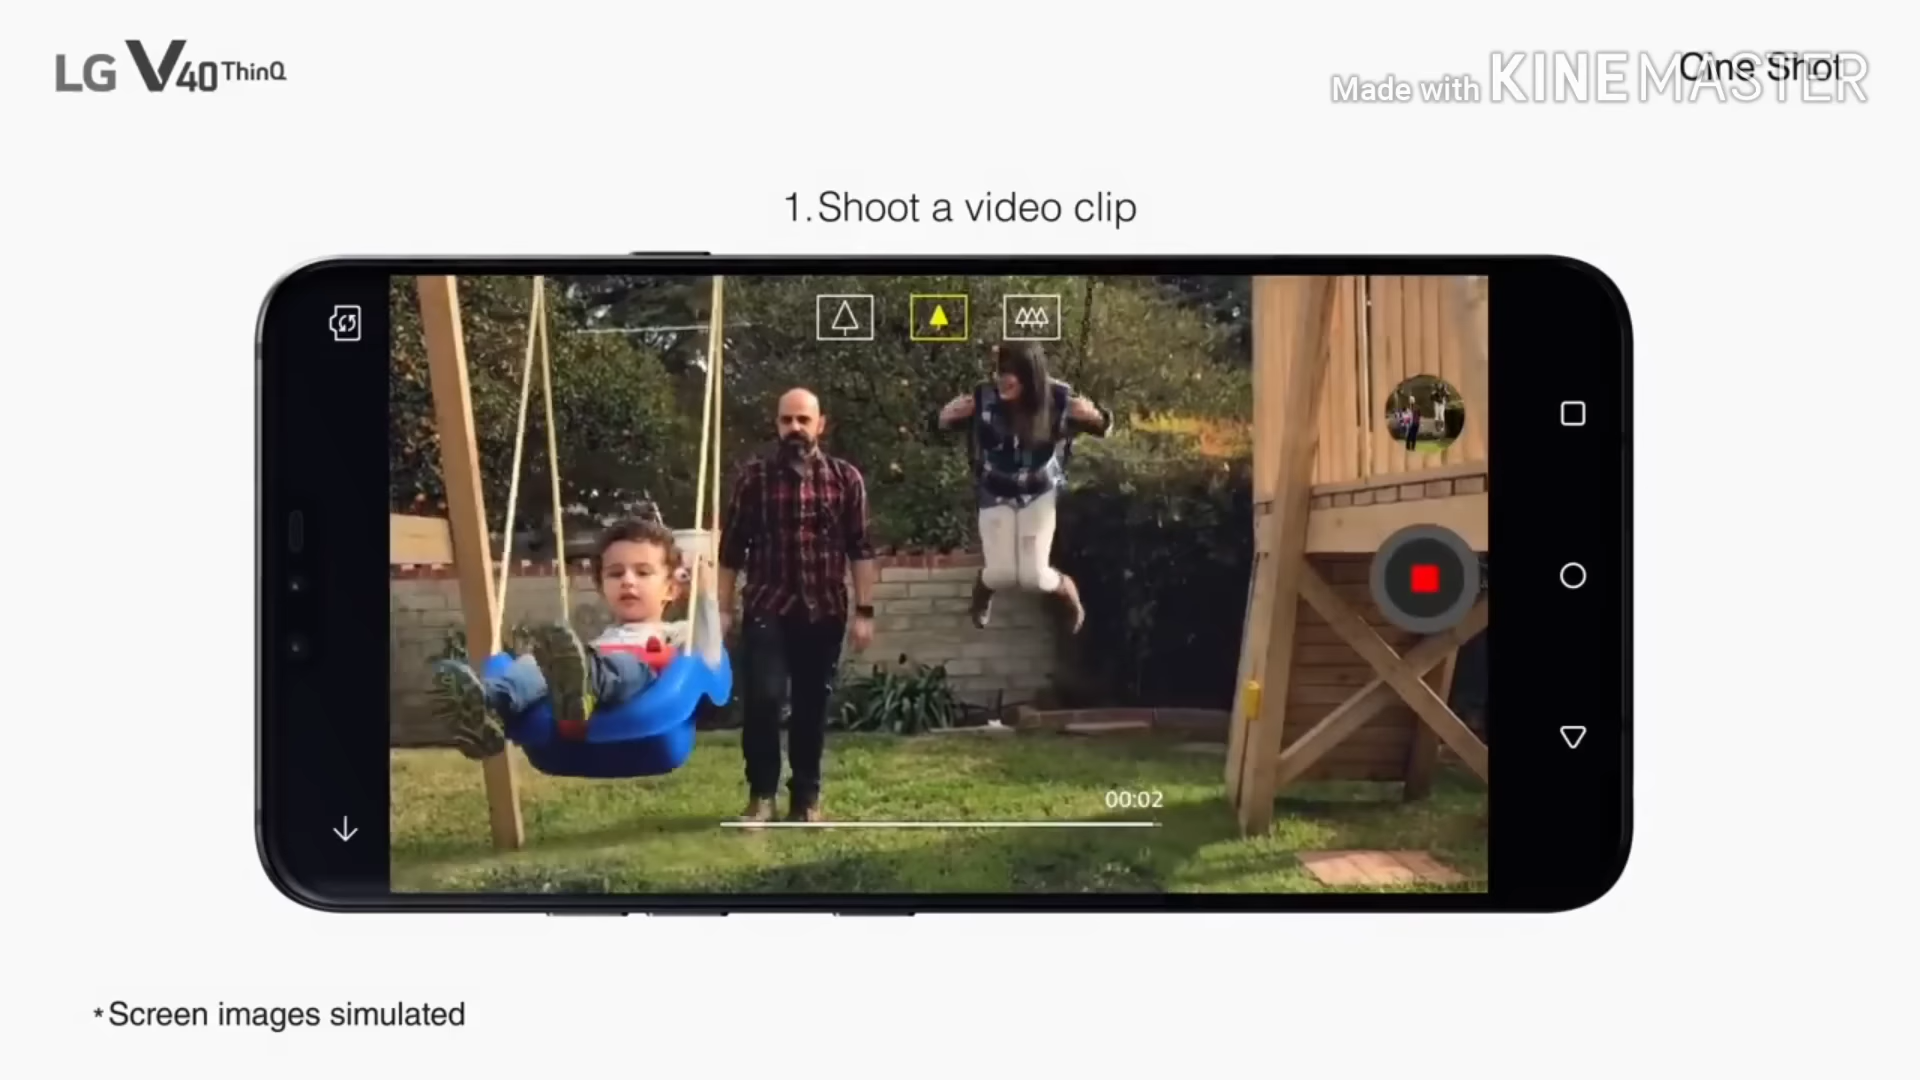 LG V40 ThinQ
Made with KINEMASTER
Cine Shot
1. Shoot a video clip
00:02
*Screen images simulated